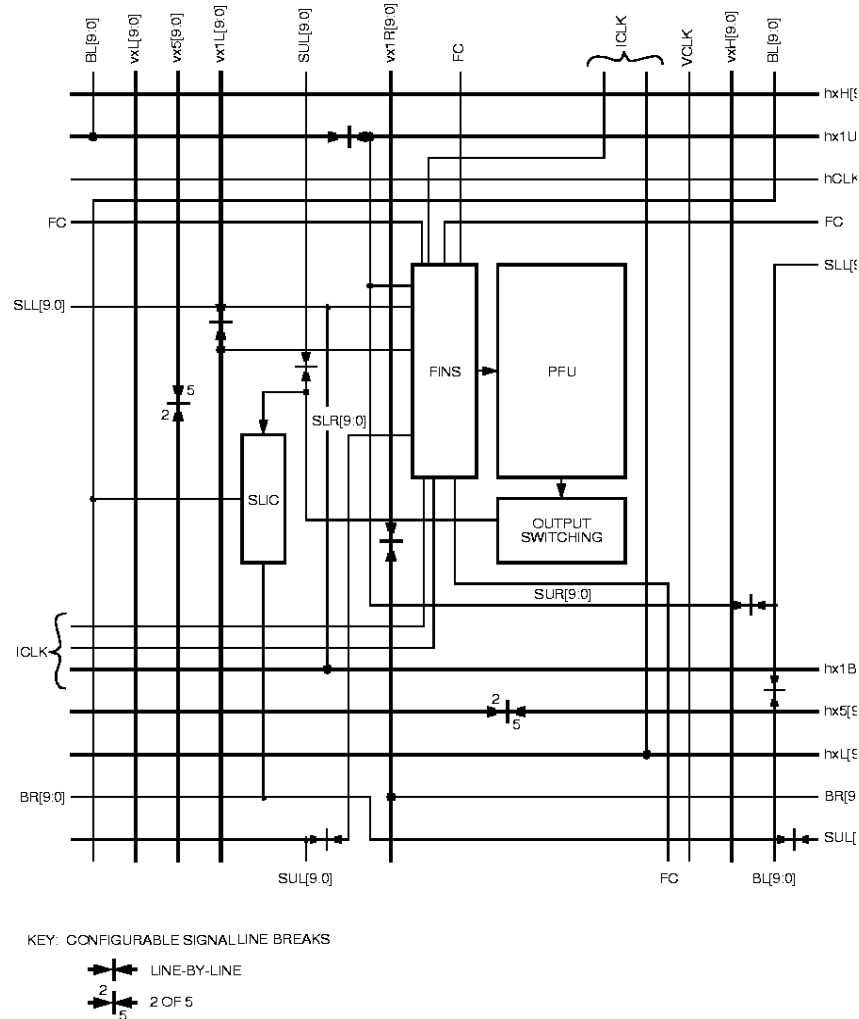 BL[9:0]
vxL[9:0]
vx5[9:0]
vx1L[9:0]
SUL[9:0]
vx1R[9:0]
FC
ICLK
VCLK
vxH[9:0]
BL[9:0]
hxH[9
hx1U
hCLK
FC
FC
SLL[9
SLL[9:0]
FINS
PFU
5
2
SLR[9:0]
SLIC
OUTPUT
SWITCHING
SUR[9:0]
ICLK
hx1B
2
5
hx5[9
hxL[9
BR[9:0]
BR[9
SUL[
SUL[9:0]
FC
BL[9:0]
KEY: CONFIGURABLE SIGNAL LINE BREAKS
LINE-BY-LINE
2
5
2 OF 5